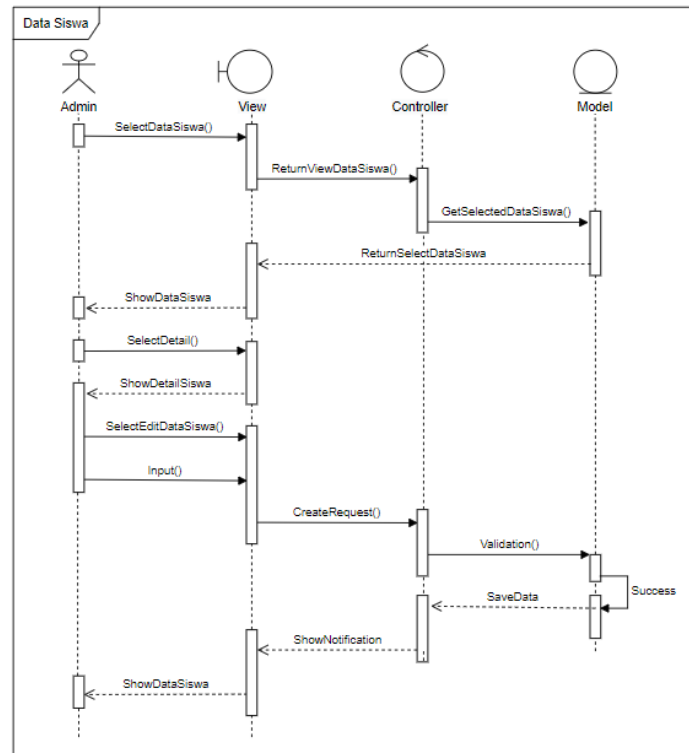 Data Siswa
Admin
View
Controller
Model
SelectDataSiswa()
ReturnViewDataSiswa()
GetSelectedDataSiswa()
ReturnSelectDataSiswa
ShowDataSiswa
SelectDetail()
ShowDetailSiswa
SelectEditDataSiswa()
Input()
CreateRequest()
Validation()
Success
SaveData
ShowNotification
ShowDataSiswa